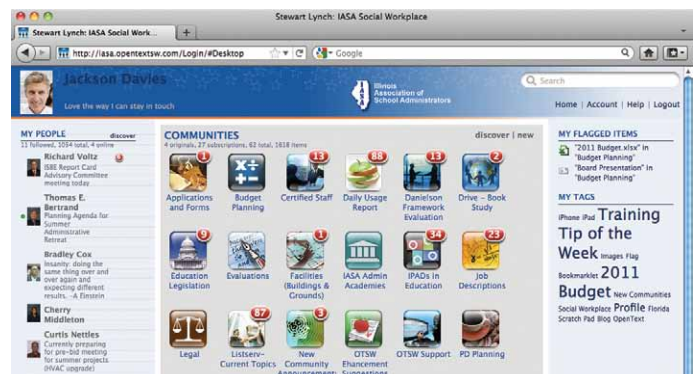 Stewart Lynch: IASA Social Workplace
Stewart Lynch: IASA Social Work...
http://iasa.opentextsw.com/Login/#Desktop
Google
Jackson Davies
Love the way I can stay in touch
Illinois
Association of
School Administrators
Search
Home | Account | Help | Logout
MY PEOPLE discover
11 followed, 1054 total, 4 online
Richard Voltz
ISBE Report Card
Advisory Committee
meeting today
Thomas E.
Bertrand
Planning Agenda for
Summer
Administrative
Retreat
Bradley Cox
Insanity: doing the
same thing over and
over again and
expecting different
results. -A Einstein
Cherry
Middleton
Curtis Nettles
Currently preparing
for pre-bid meeting
for summer projects
(HVAC upgrade)
COMMUNITIES discover | new
4 originals, 27 subscriptions, 62 total, 1618 items
1 13 88 13 2
Applications and Forms
Budget Planning
Certified Staff
Daily Usage Report
Danielson Framework Evaluation
Drive - Book Study
9 1 34 23
Education Legislation
Evaluations
Facilities (Buildings & Grounds)
IASA Admin Academies
IPADs in Education
Job Descriptions
87 3
Legal
Listserv-Current Topics
New Community Announcements
OTSW Ehancement Suggestions
OTSW Support
PD Planning
MY FLAGGED ITEMS
"2011 Budget.xlsx" in
"Budget Planning"
"Board Presentation" in
"Budget Planning"
MY TAGS
iPhone iPad Training
Tip of the
Week Images Flag
Bookmarklet 2011
Budget New Communities
Social Workplace Profile Florida
Scratch Pad Blog OpenText